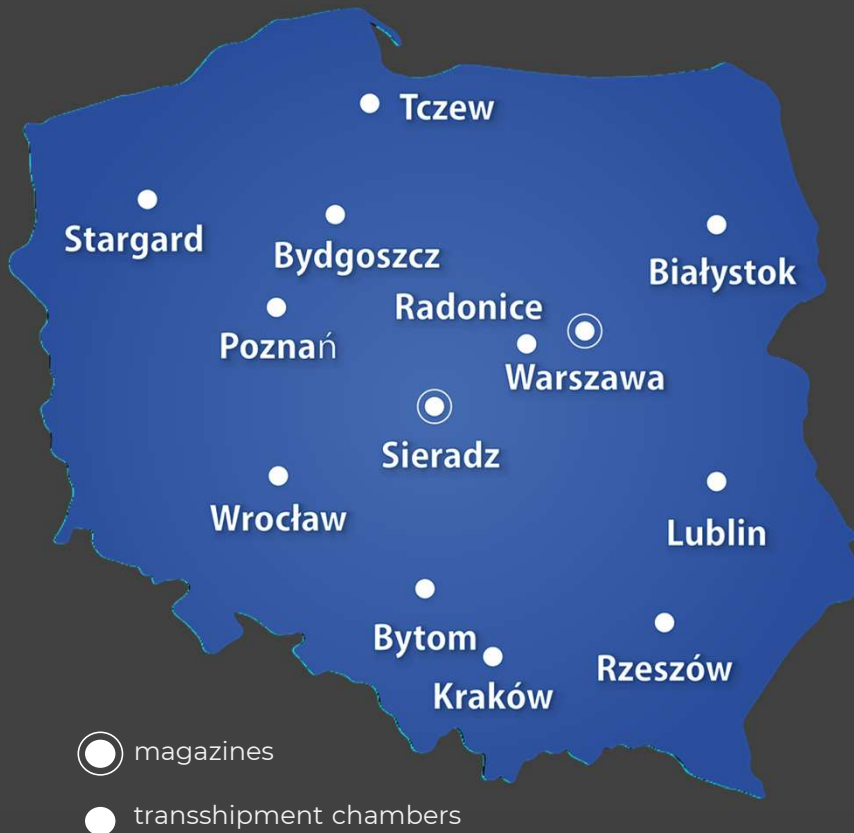 Tczew
Stargard
Bydgoszcz
Białystok
Radonice
Poznań
Warszawa
Sieradz
Wrocław
Lublin
Bytom
Rzeszów
Kraków
magazines
transshipment chambers